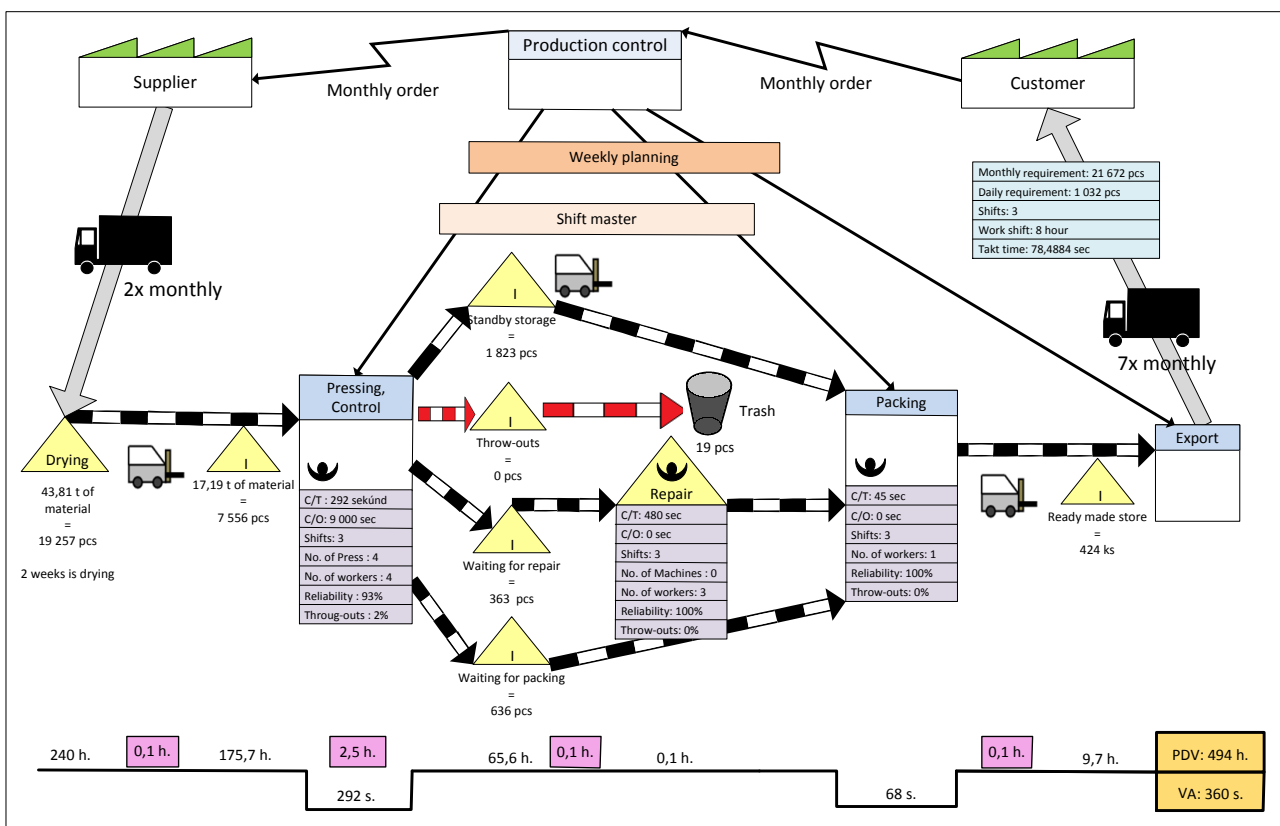 Production control
Supplier
Customer
Monthly order
Monthly order
Weekly planning
Shift master
Monthly requirement: 21 672 pcs
Daily requirement: 1 032 pcs
Shifts: 3
Work shift: 8 hour
Takt time: 78,4884 sec
2x monthly
7x monthly
I
Standby storage
=
1 823 pcs
Pressing,
Control
I
Throw-outs
=
0 pcs
Trash
19 pcs
Packing
Export
Drying
43,81 t of
material
=
19 257 pcs
2 weeks is drying
I
17,19 t of material
=
7 556 pcs
C/T : 292 sekúnd
C/O: 9 000 sec
Shifts: 3
No. of Press : 4
No. of workers : 4
Reliability : 93%
Throug-outs : 2%
I
Waiting for repair
=
363 pcs
Repair
C/T: 480 sec
C/O: 0 sec
Shifts: 3
No. of Machines : 0
No. of workers: 3
Reliability: 100%
Throw-outs: 0%
C/T: 45 sec
C/O: 0 sec
Shifts: 3
No. of workers: 1
Reliability: 100%
Throw-outs: 0%
I
Ready made store
=
424 ks
I
Waiting for packing
=
636 pcs
240 h.
0,1 h.
175,7 h.
2,5 h.
65,6 h.
0,1 h.
0,1 h.
0,1 h.
9,7 h.
PDV: 494 h.
292 s.
68 s.
VA: 360 s.